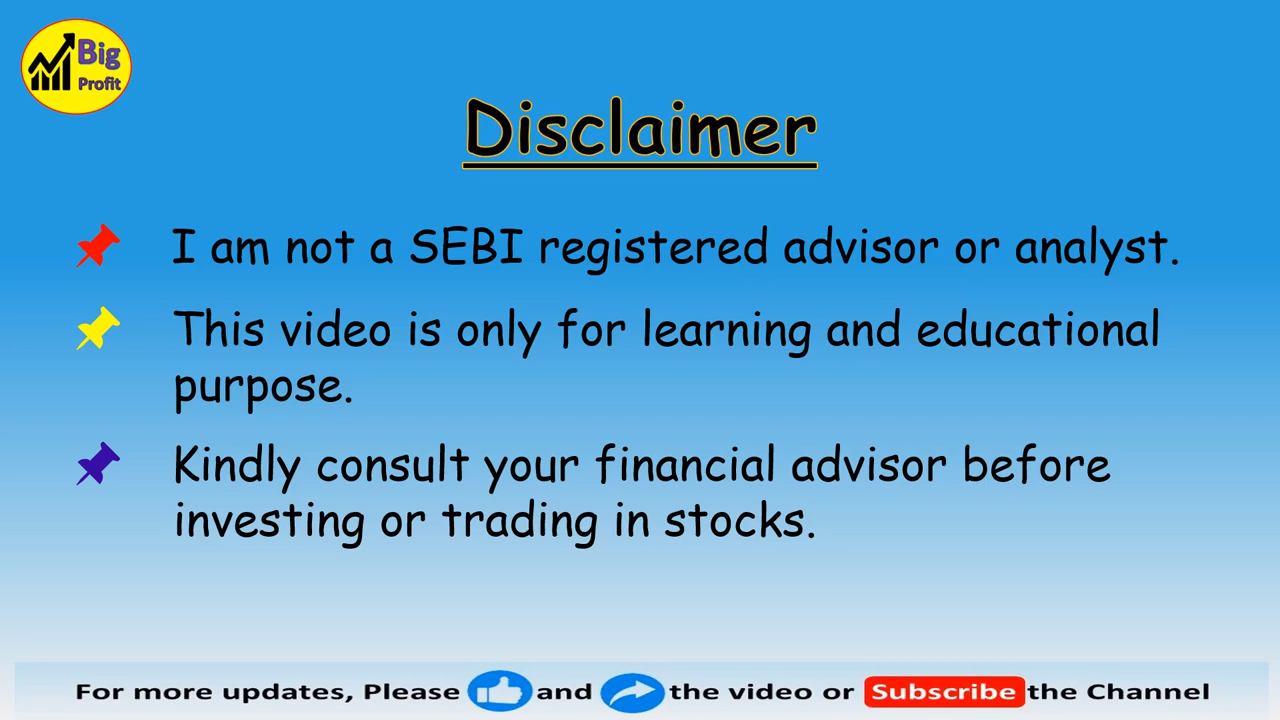 Big
Profit
Disclaimer
I am not a SEBI registered advisor or analyst.
This video is only for learning and educational
purpose.
Kindly consult your financial advisor before
investing or trading in stocks.
For more updates, Please and the video or Subscribe the Channel